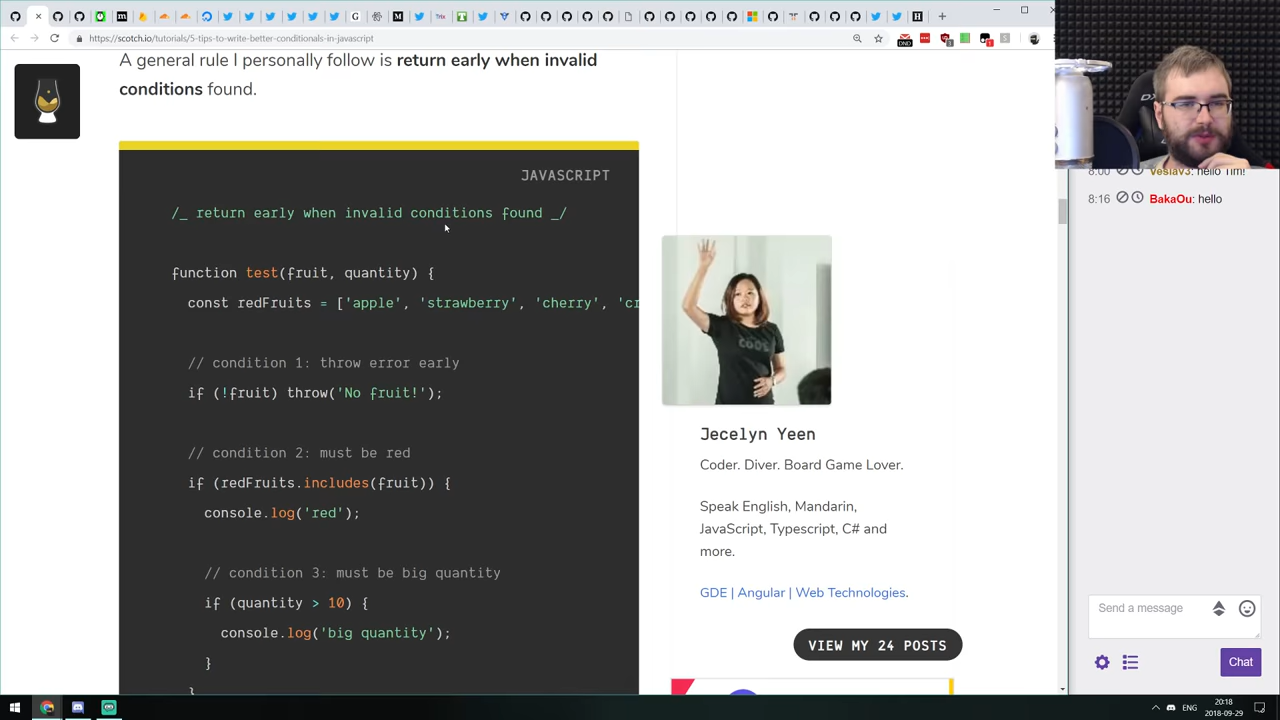 https://scotch.io/tutorials/5-tips-to-write-better-conditionals-in-javascript
DND
A general rule I personally follow is return early when invalid
conditions found.
JAVASCRIPT
/_ return early when invalid conditions found _/
function test(fruit, quantity) {
const redFruits = ['apple', 'strawberry', 'cherry', 'cr
// condition 1: throw error early
if (!fruit) throw('No fruit!');
// condition 2: must be red
if (redFruits.includes(fruit)) {
console.log('red');
// condition 3: must be big quantity
if (quantity > 10) {
console.log('big quantity');
}
}
Jecelyn Yeen
Coder. Diver. Board Game Lover.
Speak English, Mandarin,
JavaScript, Typescript, C# and
more.
GDE | Angular | Web Technologies.
VIEW MY 24 POSTS
8:00 VeslaV3: hello Tim!
8:16 BakaOu: hello
Send a message
Chat
ENG
20:18
2018-09-29